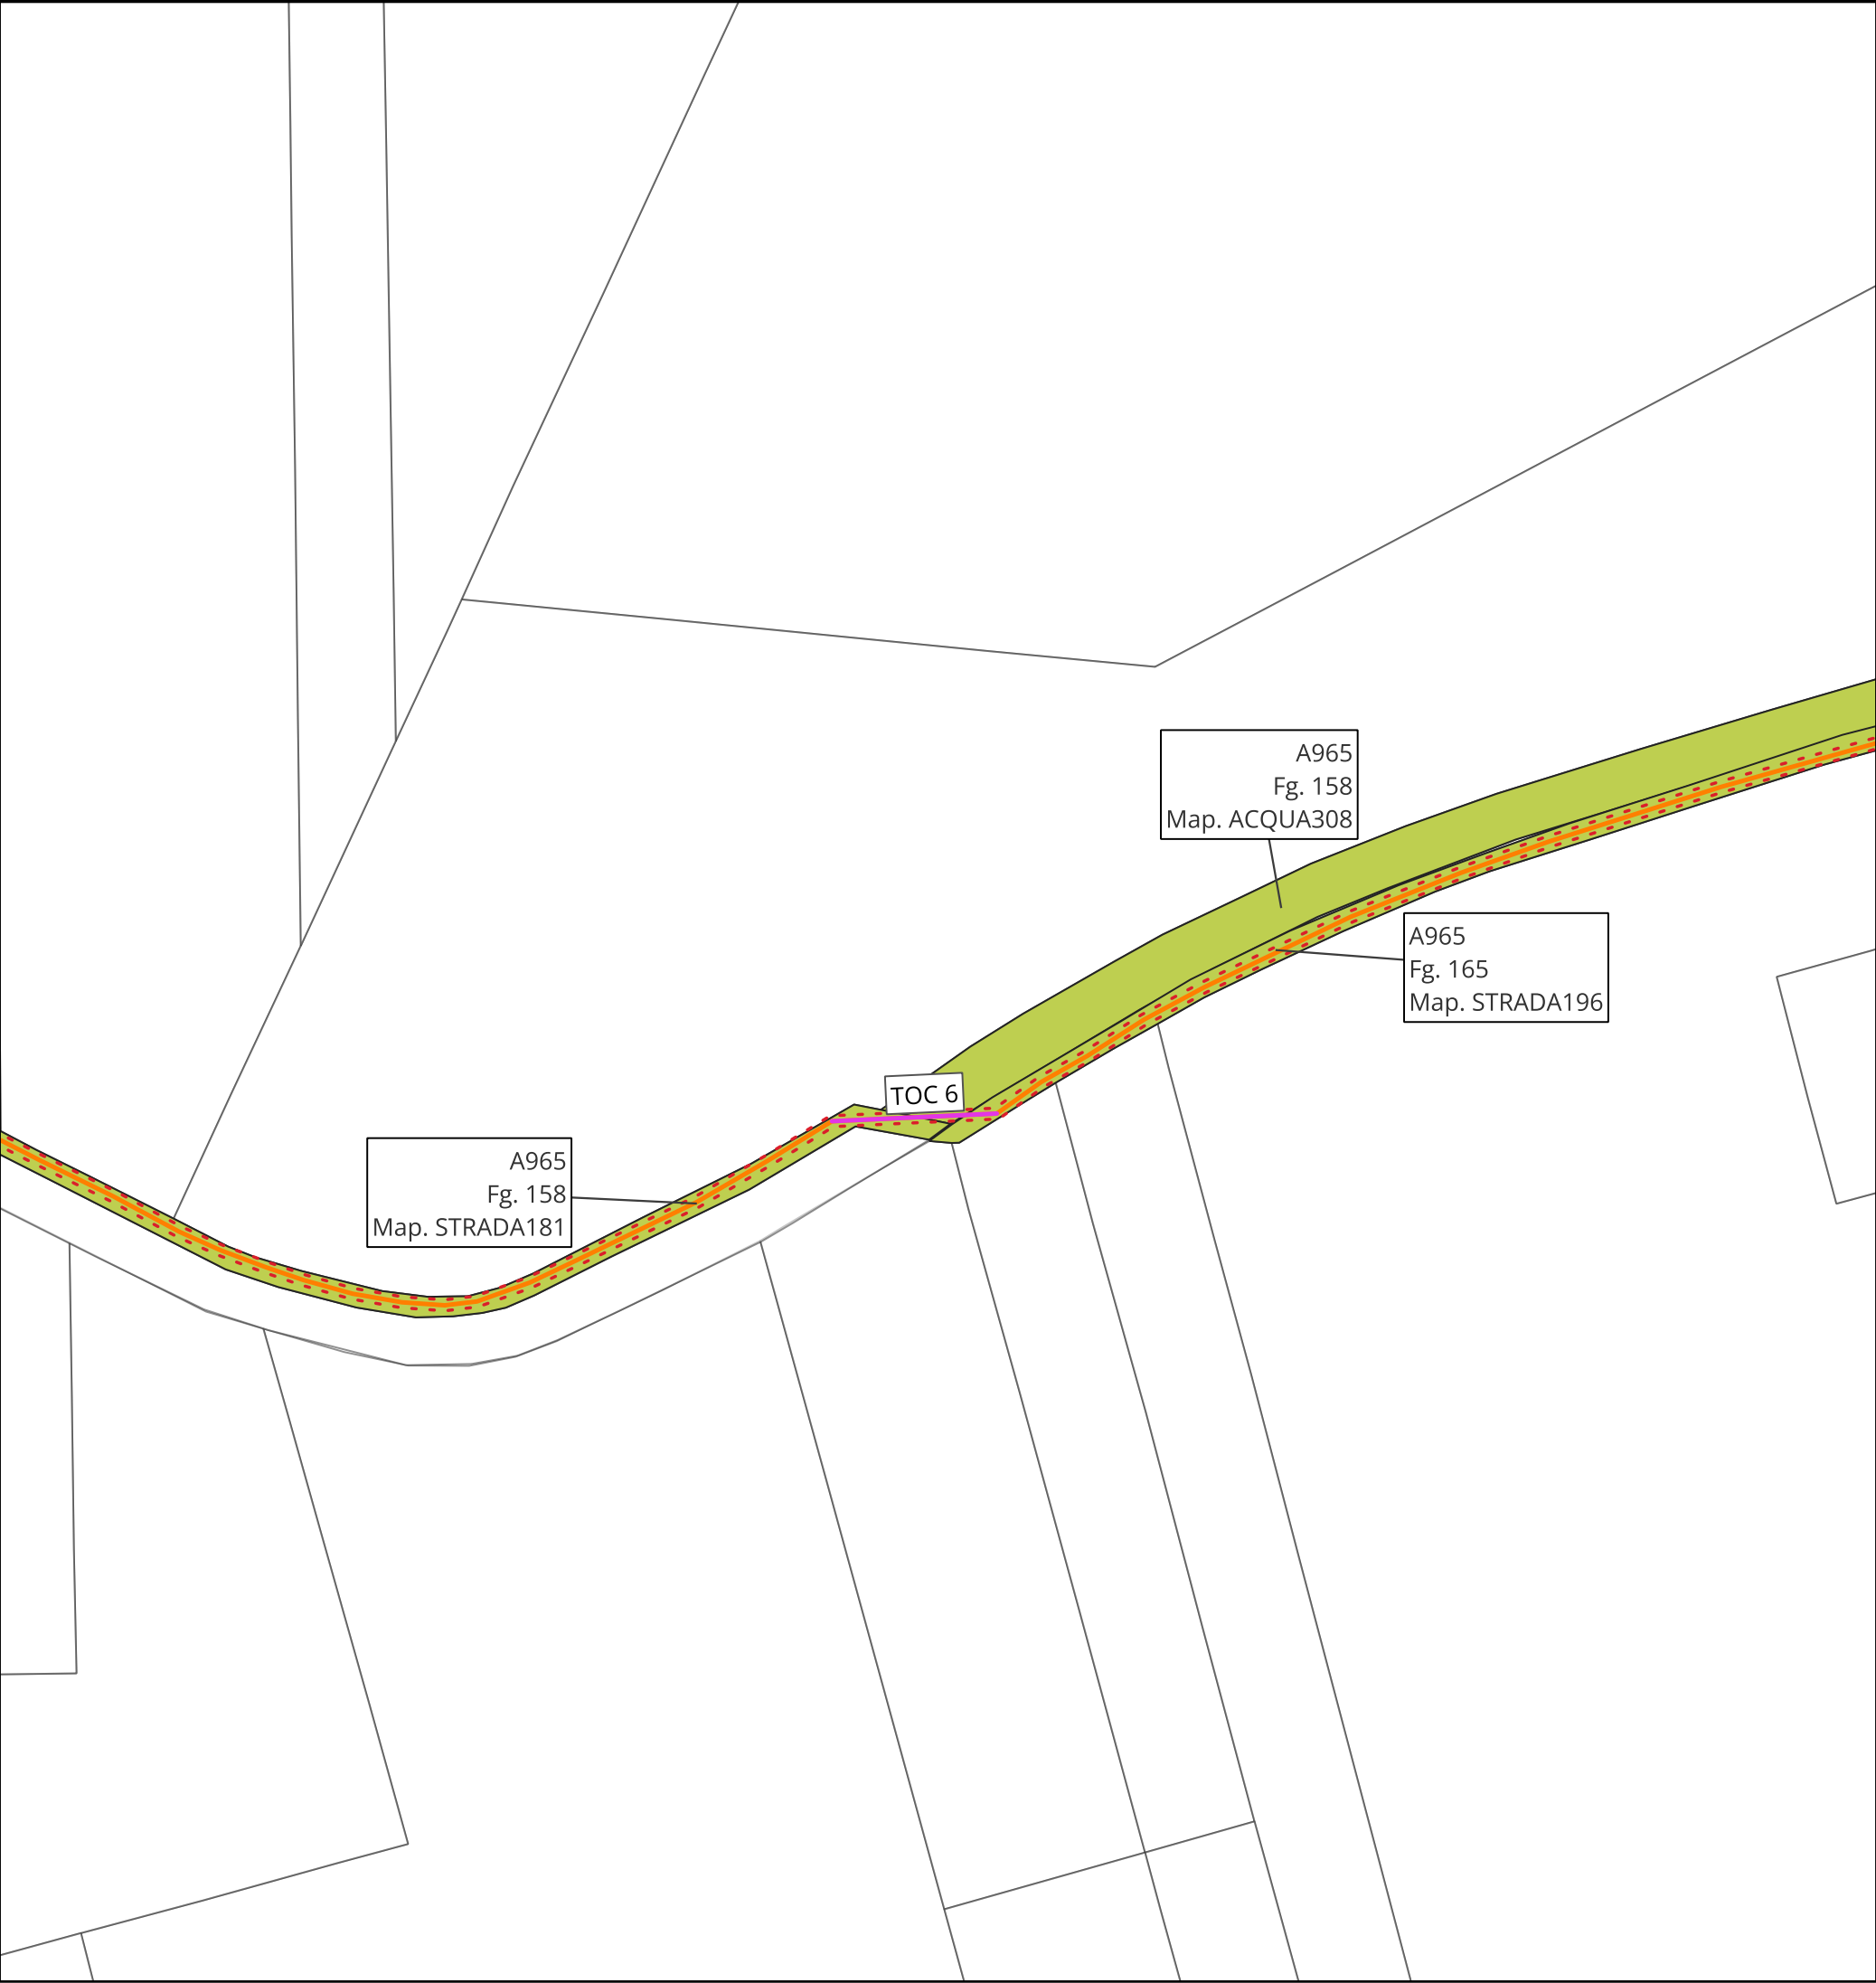 A965
Fg. 158
Map. ACQUA308
A965
Fg. 165
Map. STRADA196
TOC 6
A965
Fg. 158
Map. STRADA181